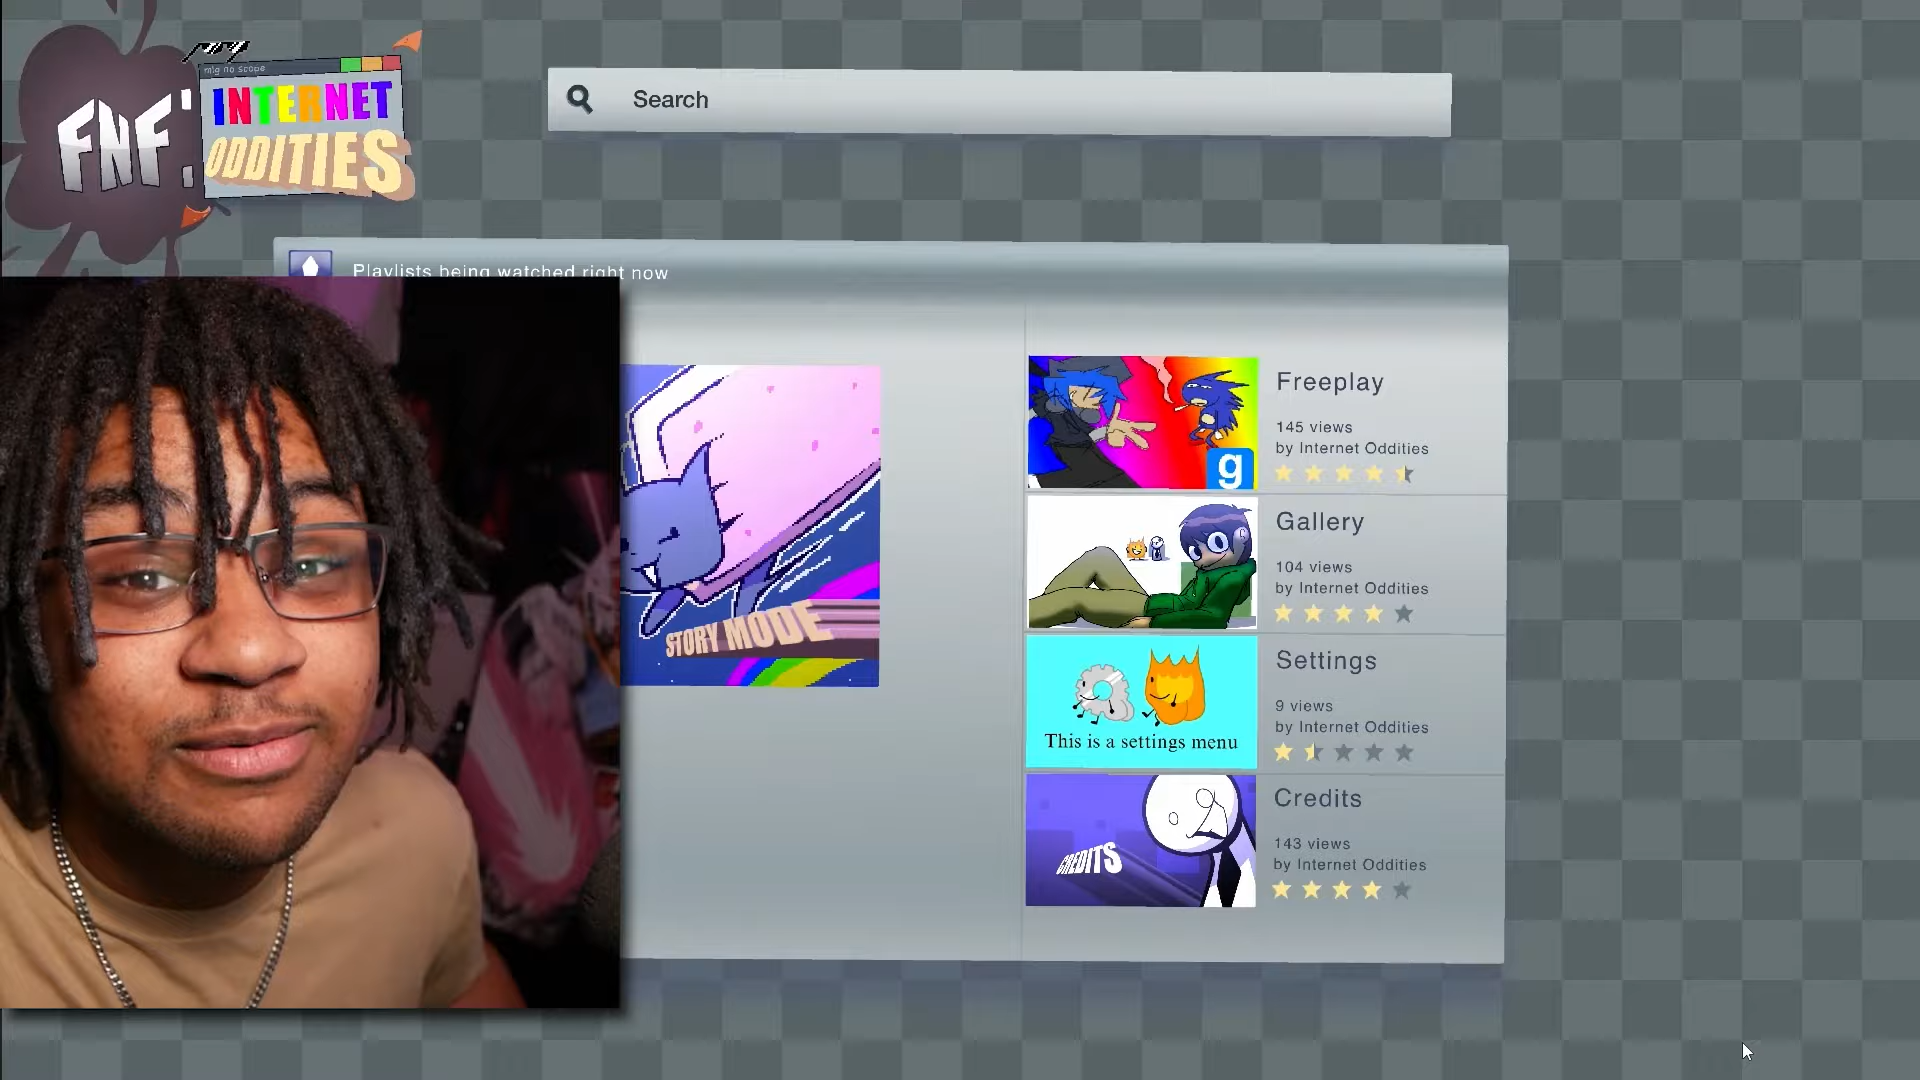 mlg no scope
FNF:
INTERNET
ODDITIES
Search
Playlists being watched right now
STORY MODE
g
Freeplay
145 views
by Internet Oddities
Gallery
104 views
by Internet Oddities
This is a settings menu
Settings
9 views
by Internet Oddities
CREDITS
Credits
143 views
by Internet Oddities